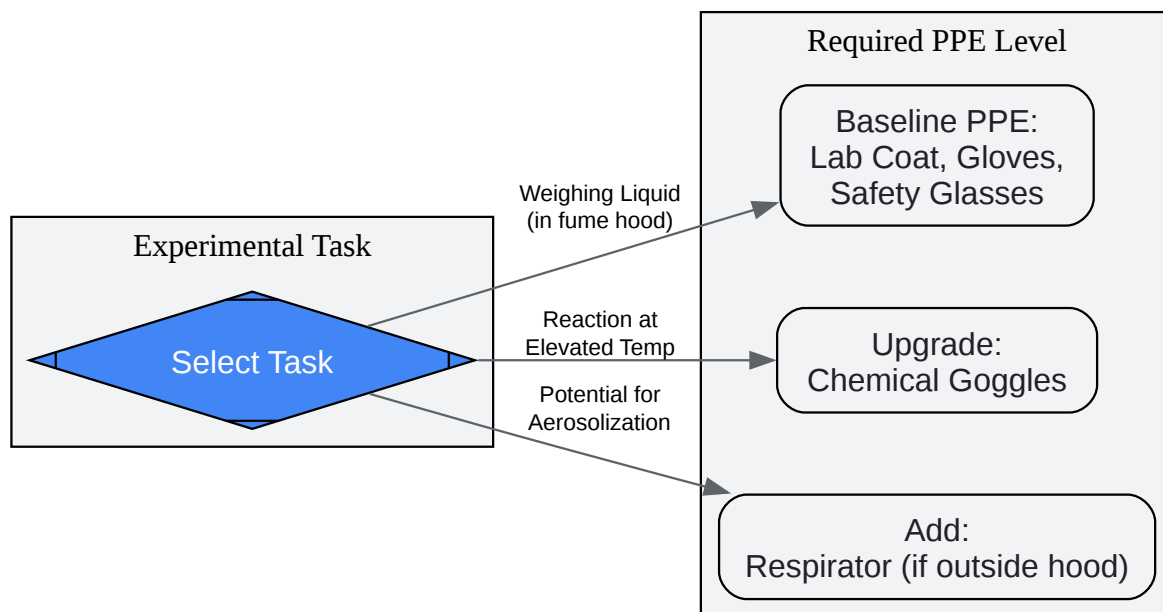 Experimental Task
Select Task
Weighing Liquid
(in fume hood)
Reaction at
Elevated Temp
Potential for
Aerosolization
Required PPE Level
Baseline PPE:
Lab Coat, Gloves,
Safety Glasses
Upgrade:
Chemical Goggles
Add:
Respirator (if outside hood)